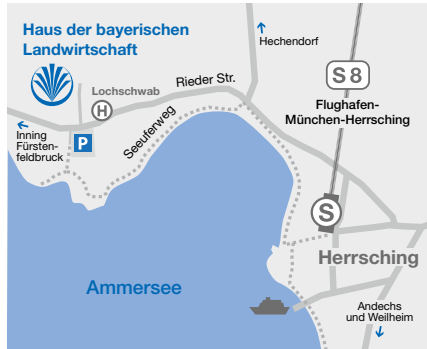 Haus der bayerischen
Landwirtschaft
Hechendorf
S 8
Rieder Str.
Lochschwab
H
Flughafen-
München-Herrsching
Seeuferweg
P
Inning
Fürsten-
feldbruck
S
Herrsching
Ammersee
Andechs
und Weilheim